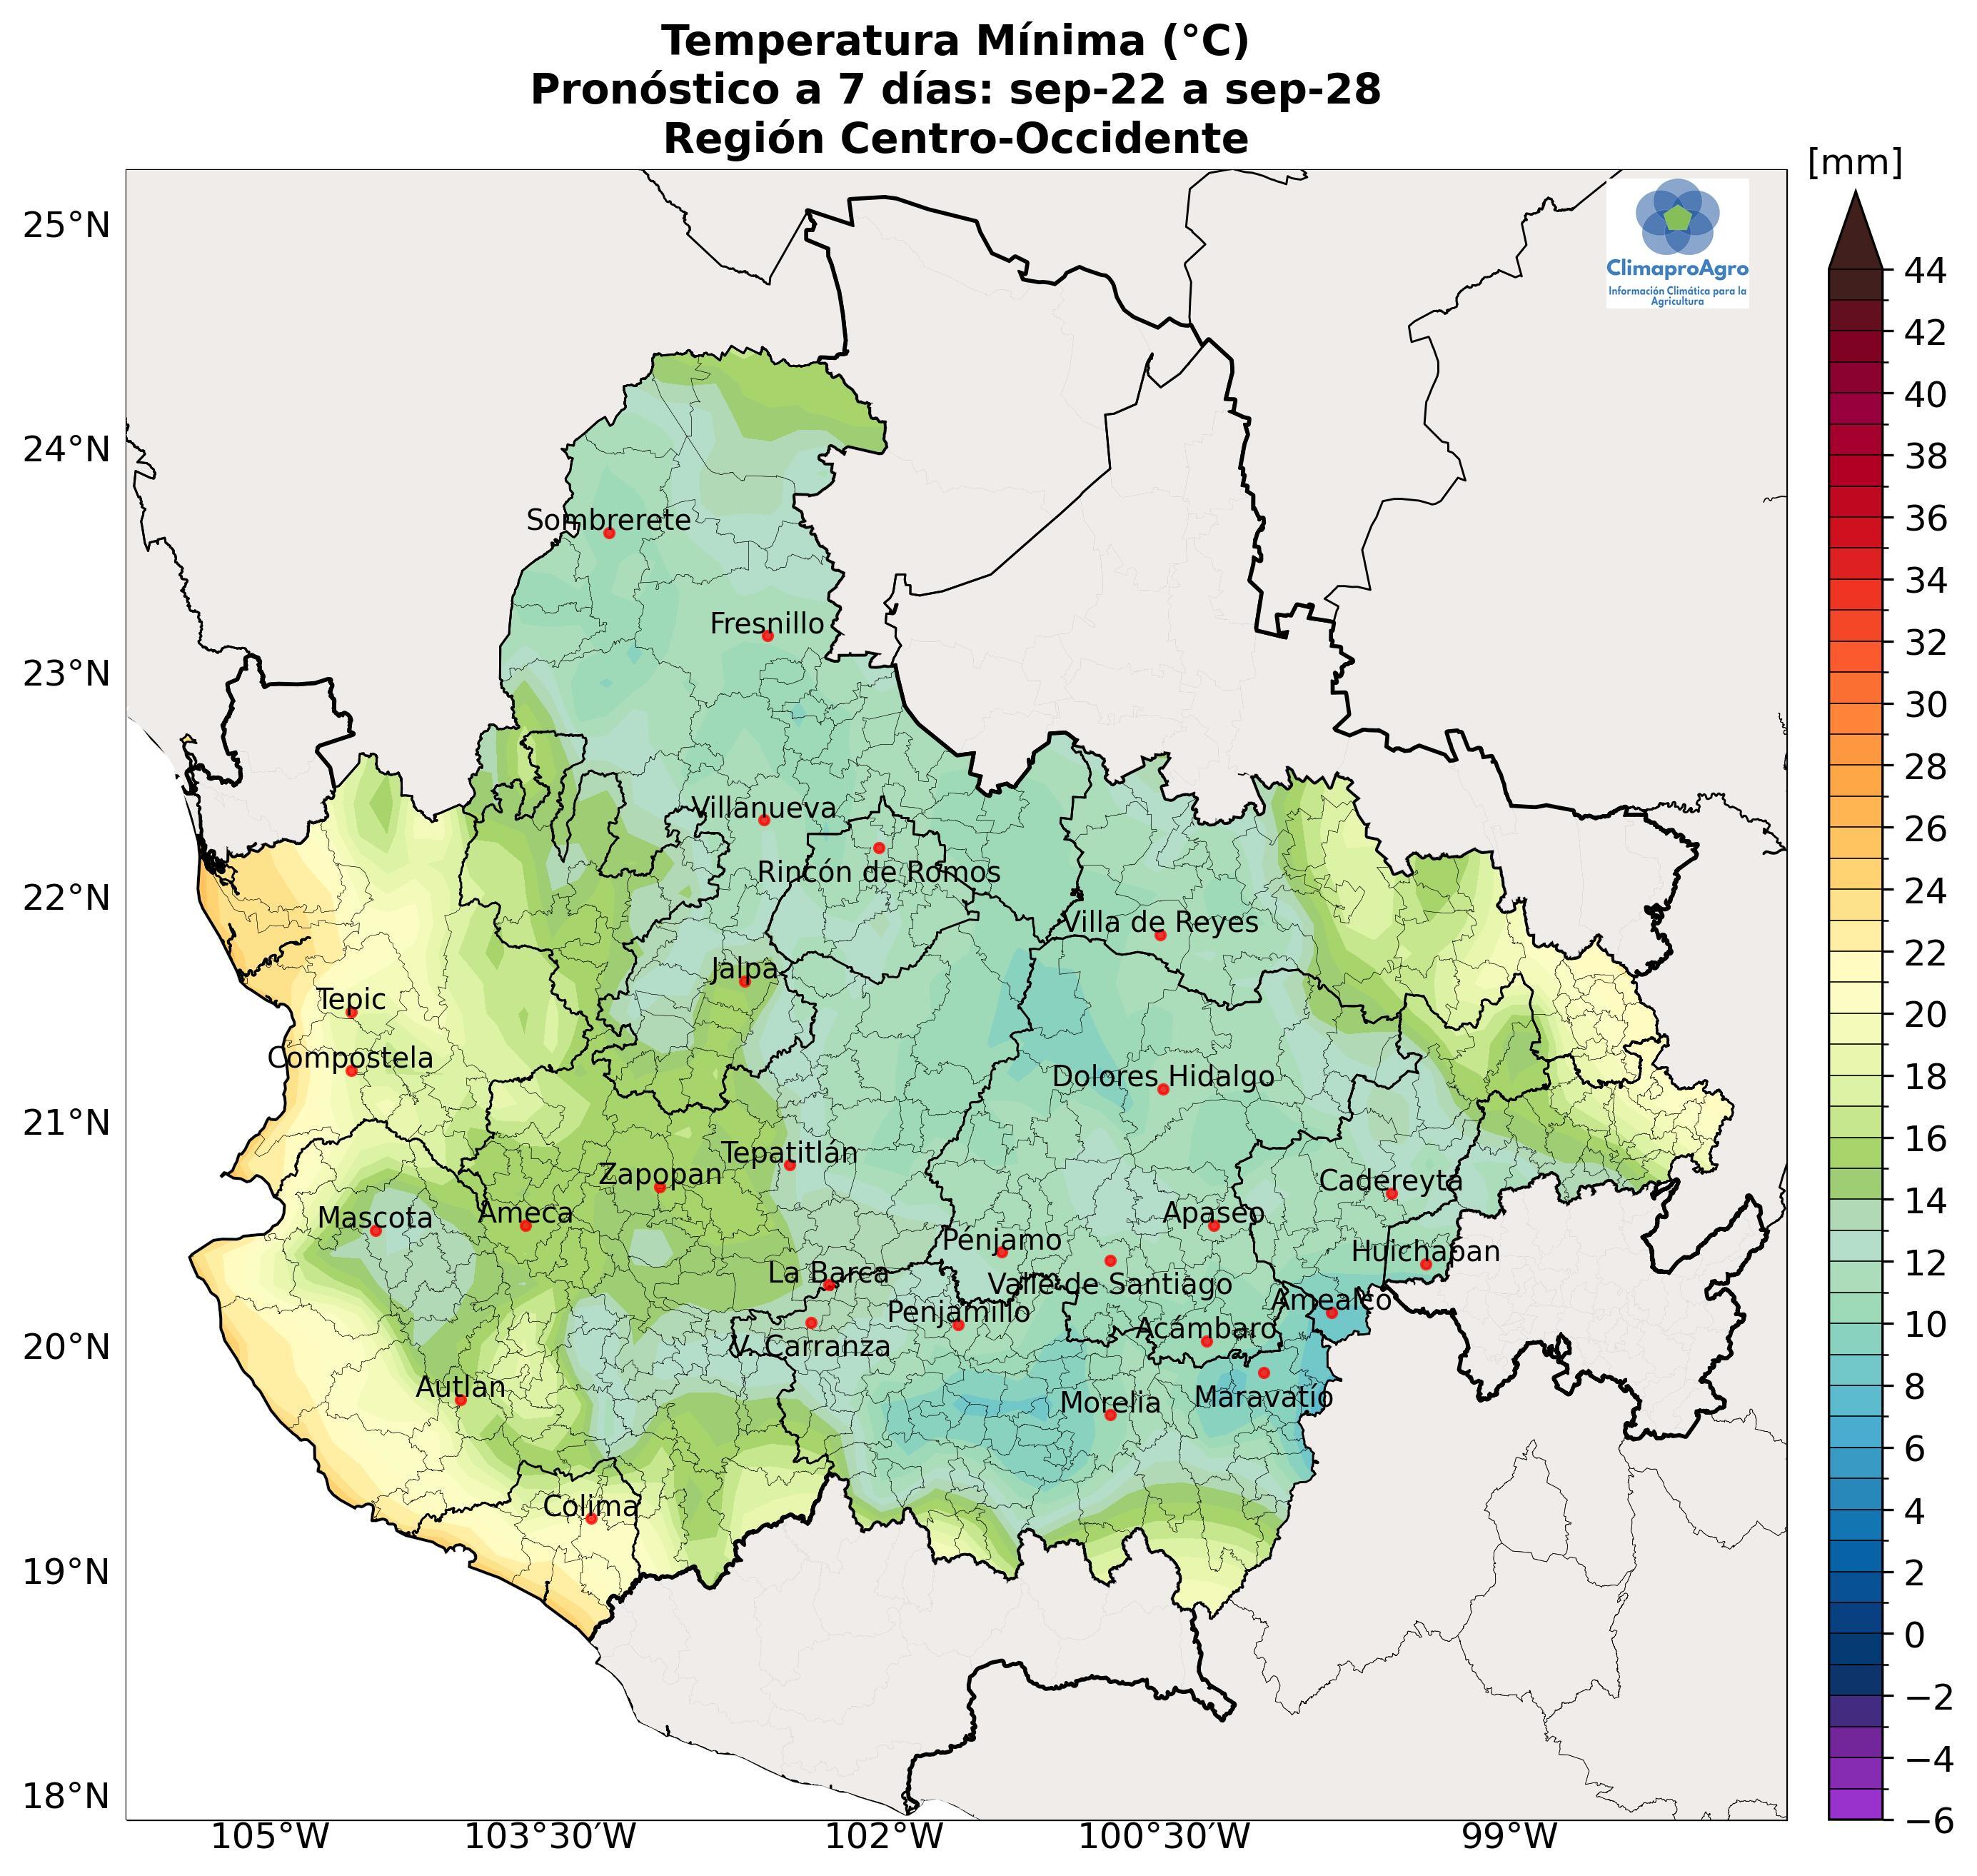 Temperatura Mínima (°C)
Pronóstico a 7 días: sep-22 a sep-28
Región Centro-Occidente
[mm]
ClimaproAgro
Información Climática para la
Agricultura
25°N
24°N
23°N
22°N
21°N
20°N
19°N
18°N
Sombrerete
Fresnillo
Villanueva
Rincón de Romos
Villa de Reyes
Jalpa
Tepic
Compostela
Dolores Hidalgo
Tepatitlán
Zapopan
Cadereyta
Mascota
Ameca
Apaseo
Pénjamo
Huichapan
La Barca
Valle de Santiago
Amealco
Penjamillo
Acámbaro
V. Carranza
Autlan
Morelia
Maravatío
Colima
105°W
103°30′W
102°W
100°30′W
99°W
44
42
40
38
36
34
32
30
28
26
24
22
20
18
16
14
12
10
8
6
4
2
0
−2
−4
−6